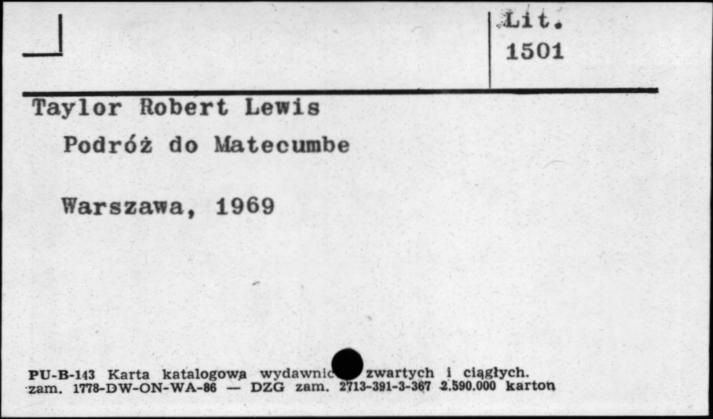 Lit.
1501
Taylor Robert Lewis
Podróż do Matecumbe
Warszawa, 1969
PU-B-143 Karta katalogowa wydawnic zwartych i ciągłych.
zam. 1778-DW-ON-WA-86 — DZG zam. 2713-391-3-367 2.590.000 karton